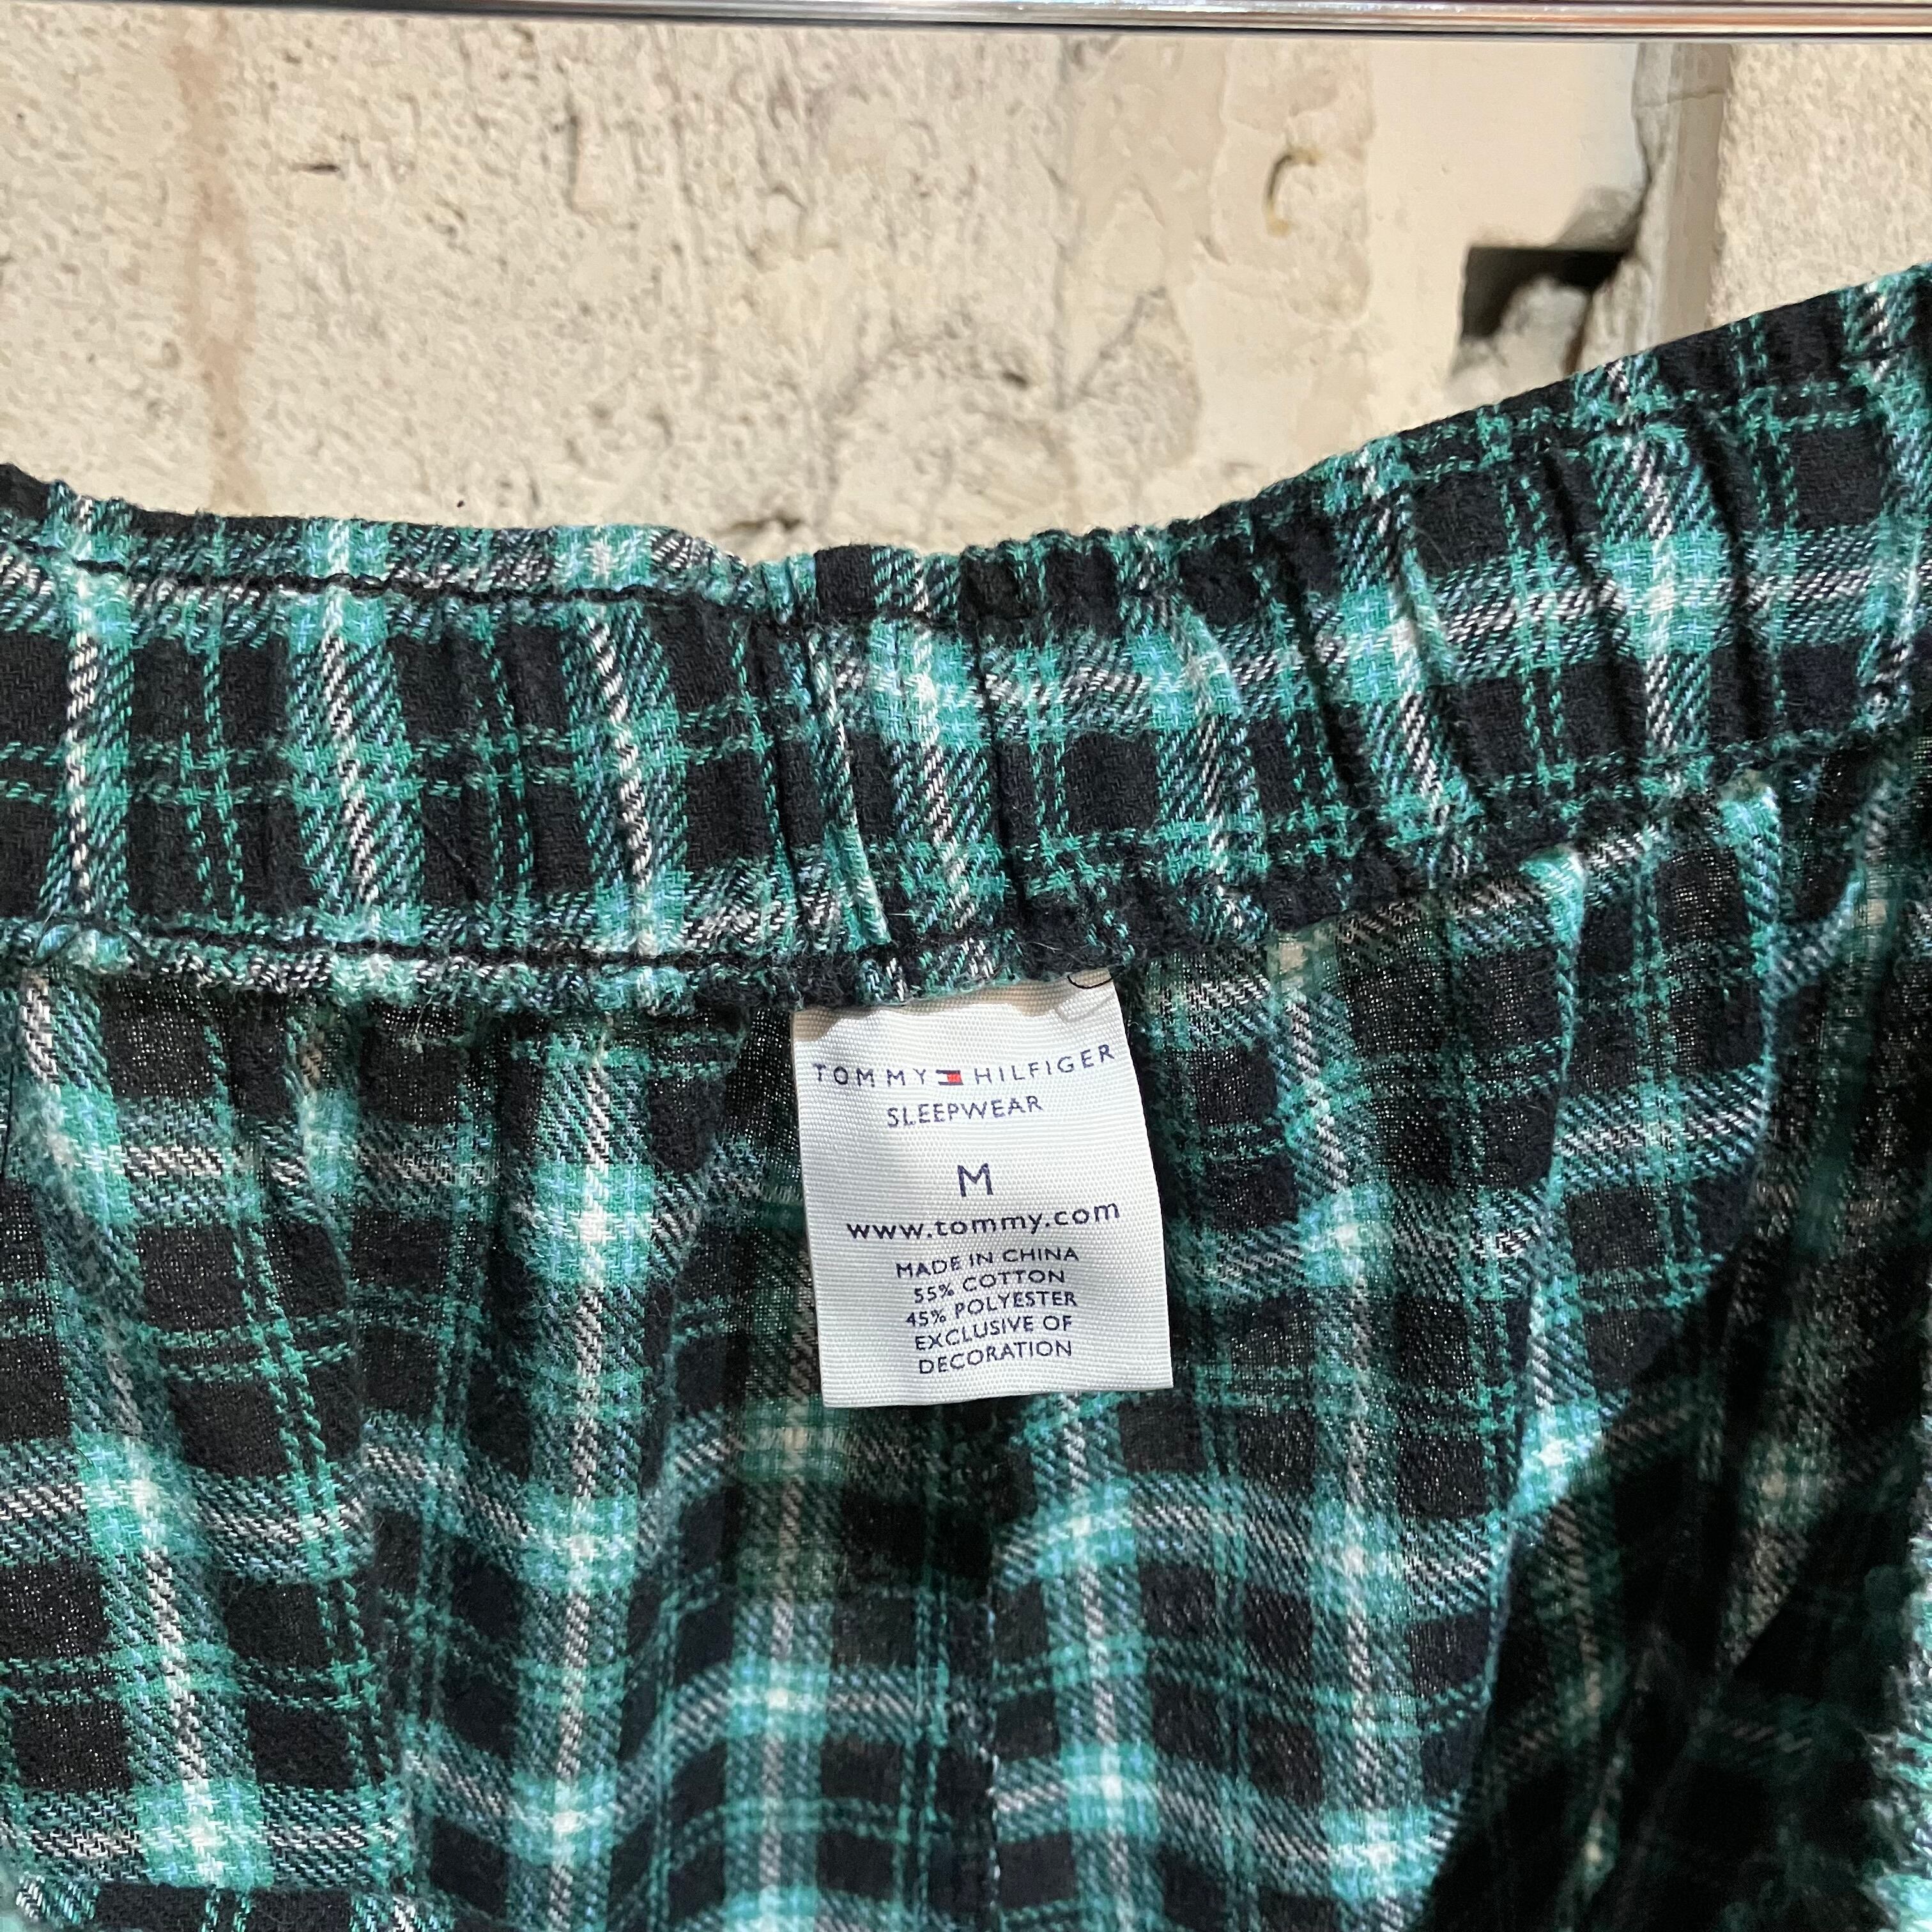 TOMMY HILFIGER
SLEEPWEAR
M
www.tommy.com
MADE IN CHINA
55% COTTON
45% POLYESTER
EXCLUSIVE OF
DECORATION